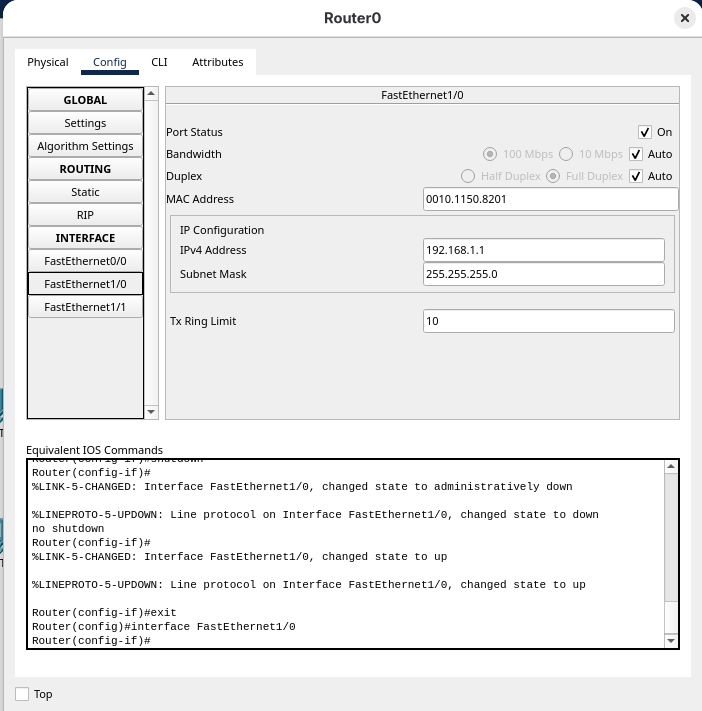 Router0
Physical Config CLI Attributes
GLOBAL
Settings
Algorithm Settings
ROUTING
Static
RIP
INTERFACE
FastEthernet0/0
FastEthernet1/0
FastEthernet1/1
FastEthernet1/0
Port Status On
Bandwidth 100 Mbps 10 Mbps Auto
Duplex Half Duplex Full Duplex Auto
MAC Address 0010.1150.8201
IP Configuration
IPv4 Address 192.168.1.1
Subnet Mask 255.255.255.0
Tx Ring Limit 10
Equivalent IOS Commands
Router(config-if)#shutdown
Router(config-if)#
%LINK-5-CHANGED: Interface FastEthernet1/0, changed state to administratively down
%LINEPROTO-5-UPDOWN: Line protocol on Interface FastEthernet1/0, changed state to down
no shutdown
Router(config-if)#
%LINK-5-CHANGED: Interface FastEthernet1/0, changed state to up
%LINEPROTO-5-UPDOWN: Line protocol on Interface FastEthernet1/0, changed state to up
Router(config-if)#exit
Router(config)#interface FastEthernet1/0
Router(config-if)#
Top